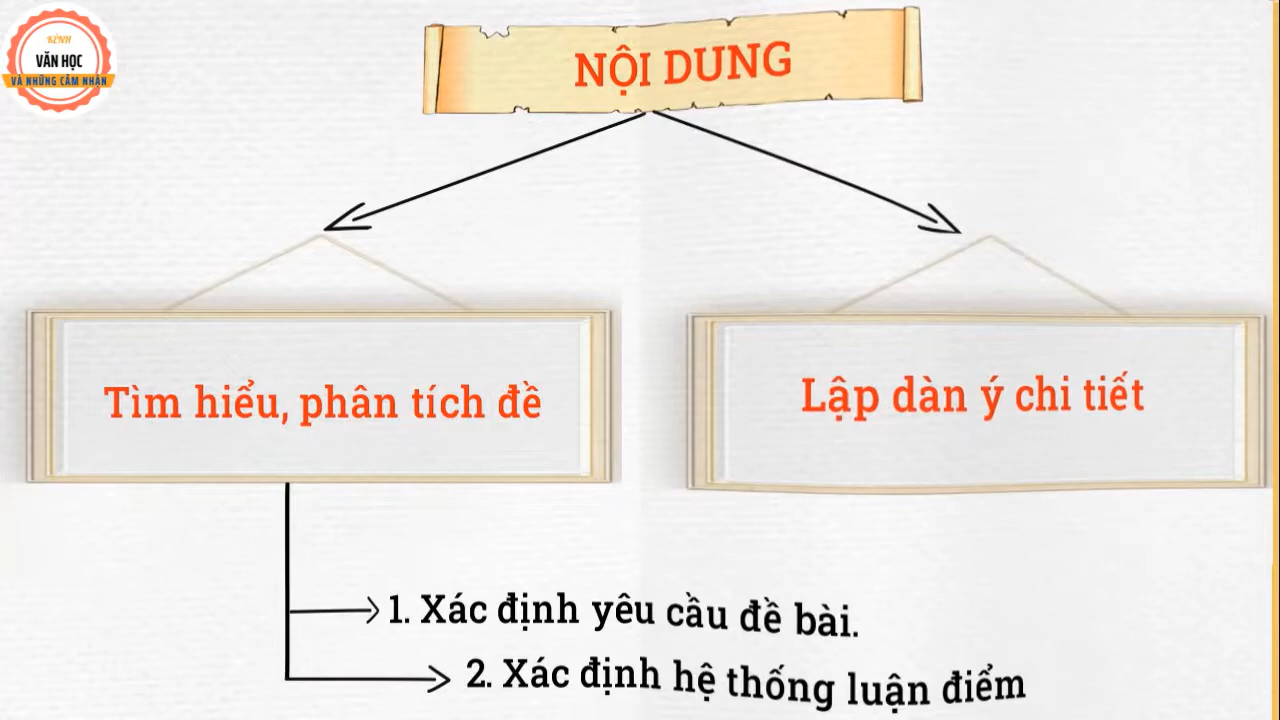 KÊNH
VĂN HỌC
VÀ NHỮNG CẢM NHẬN
NỘI DUNG
Tìm hiểu, phân tích đề
Lập dàn ý chi tiết
1. Xác định yêu cầu đề bài.
2. Xác định hệ thống luận điểm